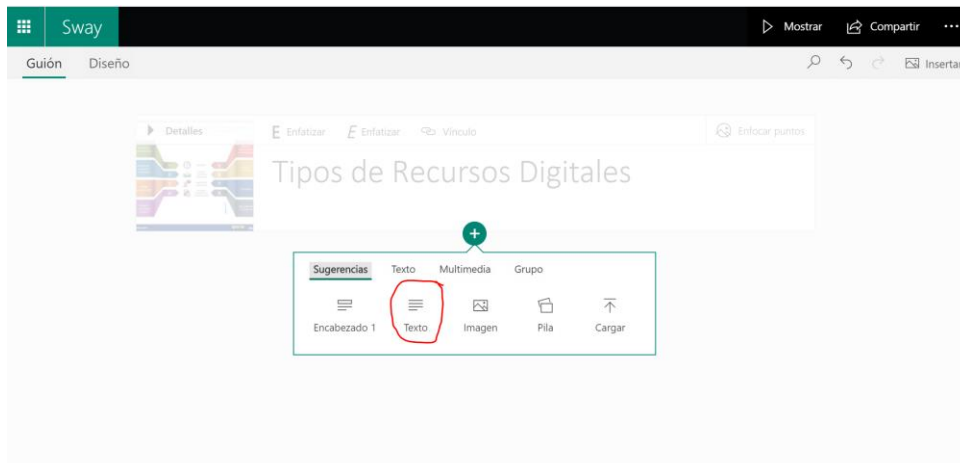 Sway
Mostrar
Compartir
Guión
Diseño
Insertar
Detalles
E Enfatizar
F Enfatizar
Vínculo
Enfocar puntos
Tipos de Recursos Digitales
Sugerencias
Texto
Multimedia
Grupo
Encabezado 1
Texto
Imagen
Pila
Cargar